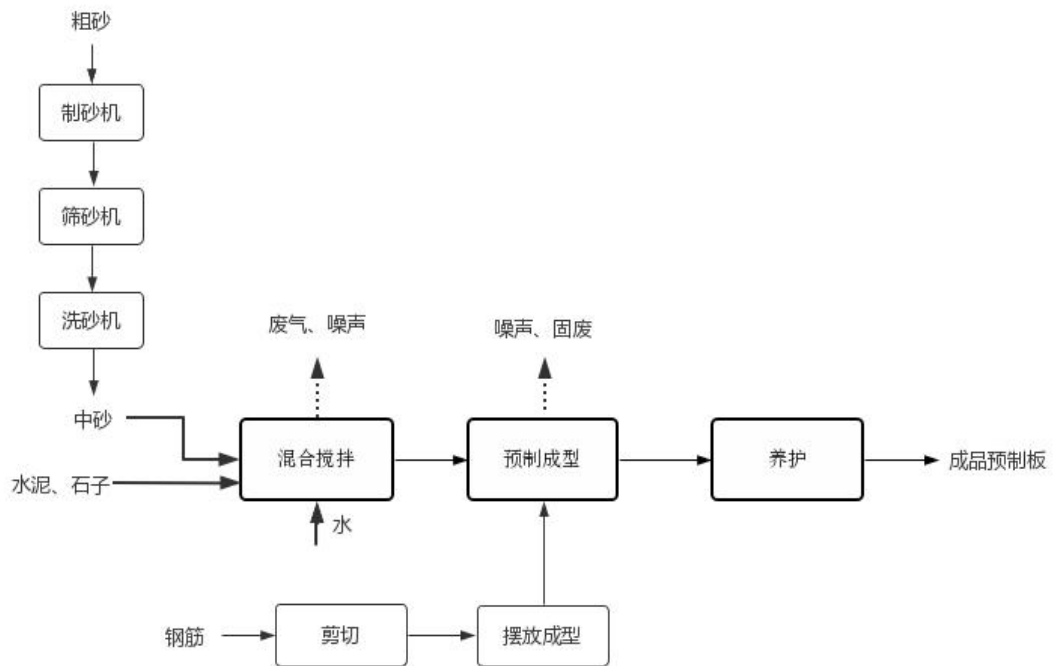 粗砂
制砂机
筛砂机
洗砂机
废气、噪声
噪声、固废
中砂
混合搅拌
预制成型
养护
成品预制板
水泥、石子
水
钢筋
剪切
摆放成型